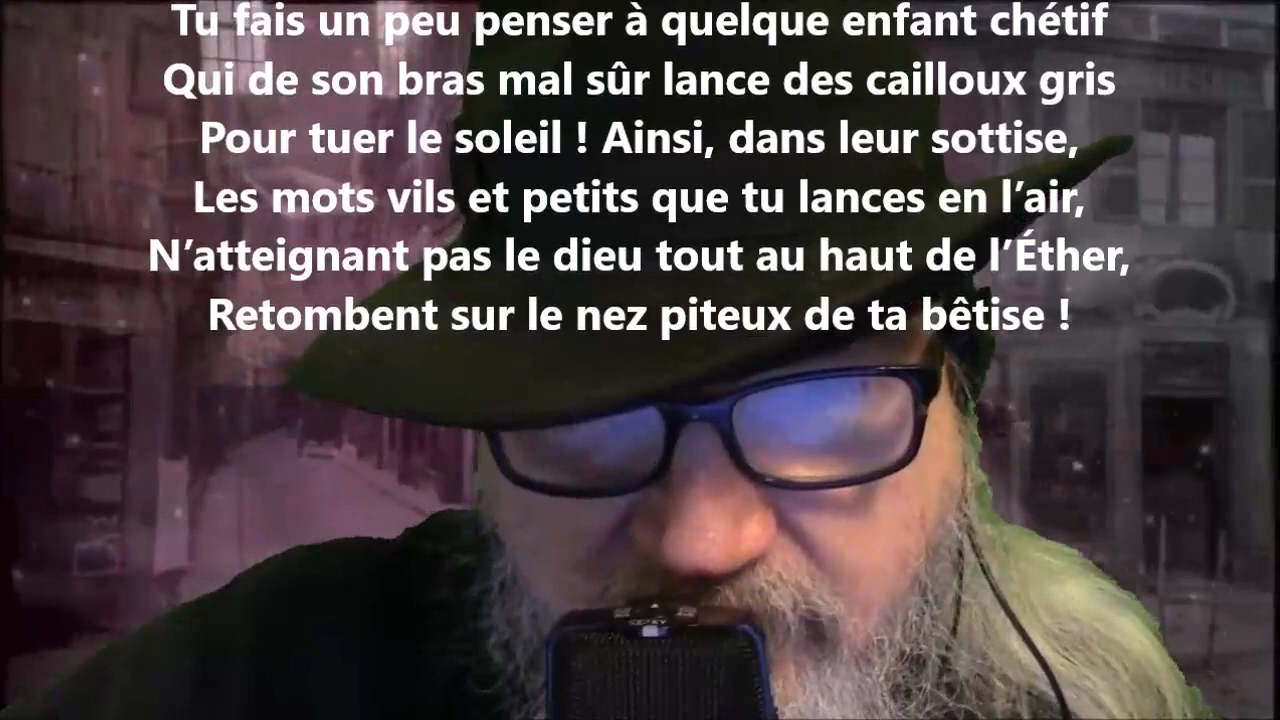 Tu fais un peu penser à quelque enfant chétif
Qui de son bras mal sûr lance des cailloux gris
Pour tuer le soleil ! Ainsi, dans leur sottise,
Les mots vils et petits que tu lances en l’air,
N’atteignant pas le dieu tout au haut de l’Éther,
Retombent sur le nez piteux de ta bêtise !